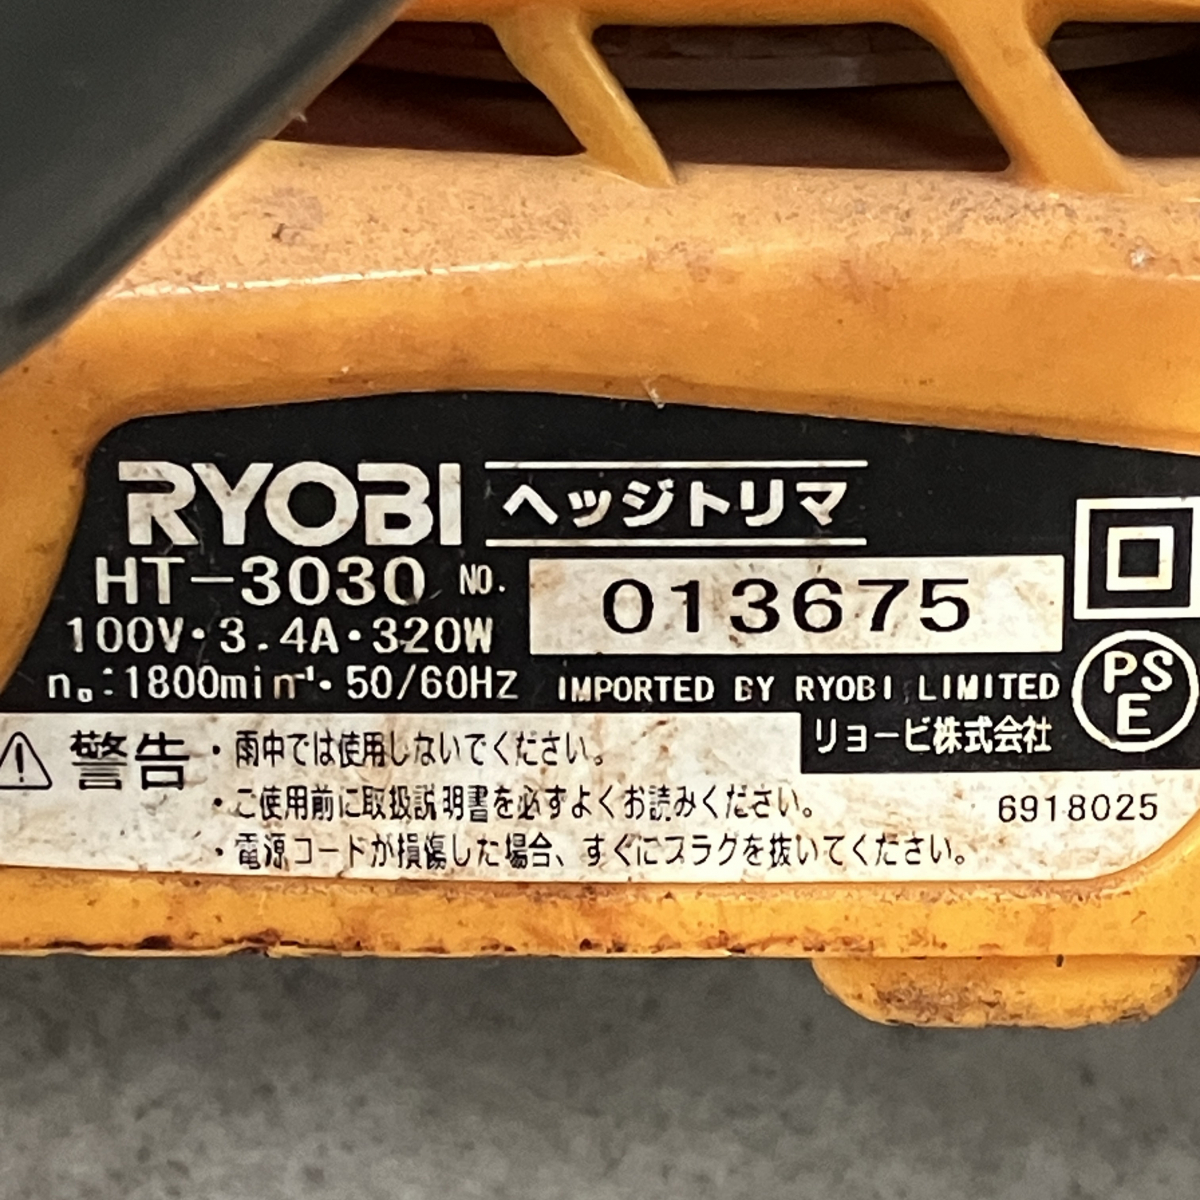 RYOBI ヘッジトリマ
HT-3030 NO. 013675
100V・3.4A・320W
n₀:1800min⁻¹・50/60Hz IMPORTED BY RYOBI LIMITED
リョービ株式会社
PS
E
警告 ・雨中では使用しないでください。
・ご使用前に取扱説明書を必ずよくお読みください。
6918025
・電源コードが損傷した場合、すぐにプラグを抜いてください。